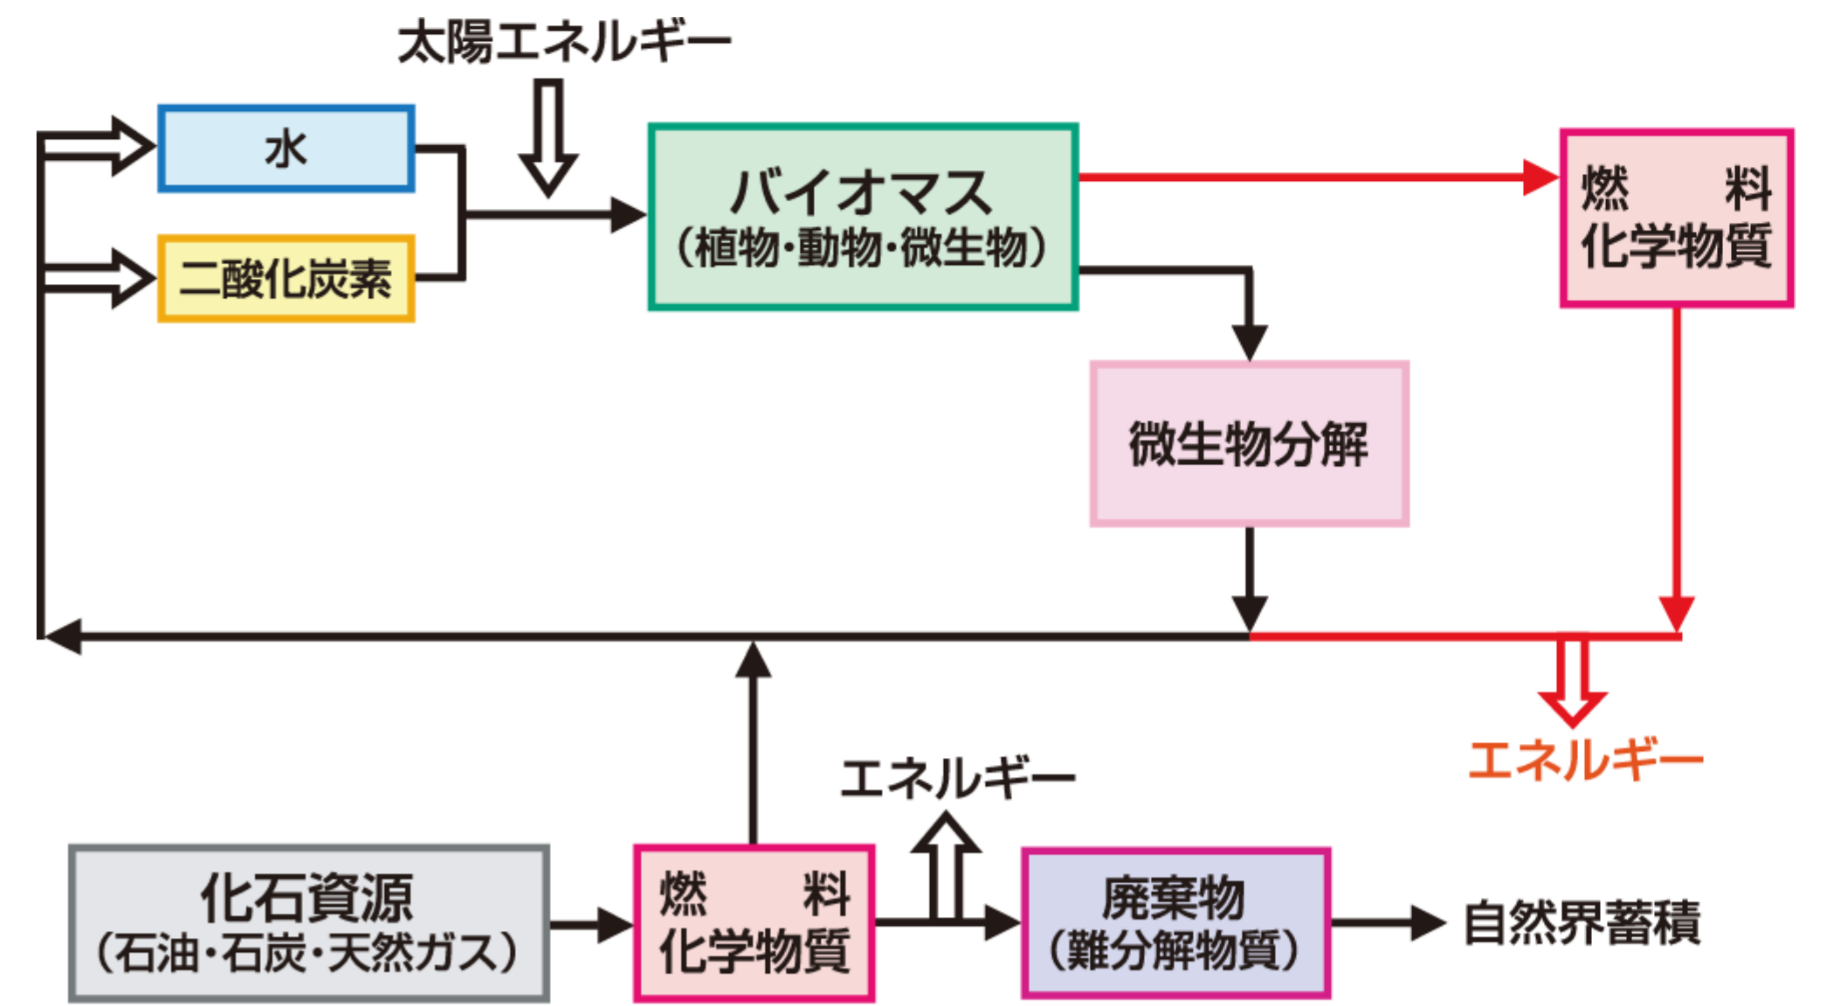 太陽エネルギー
水
二酸化炭素
バイオマス
（植物・動物・微生物）
燃　料
化学物質
微生物分解
エネルギー
エネルギー
化石資源
（石油・石炭・天然ガス）
燃　料
化学物質
廃棄物
（難分解物質）
自然界蓄積